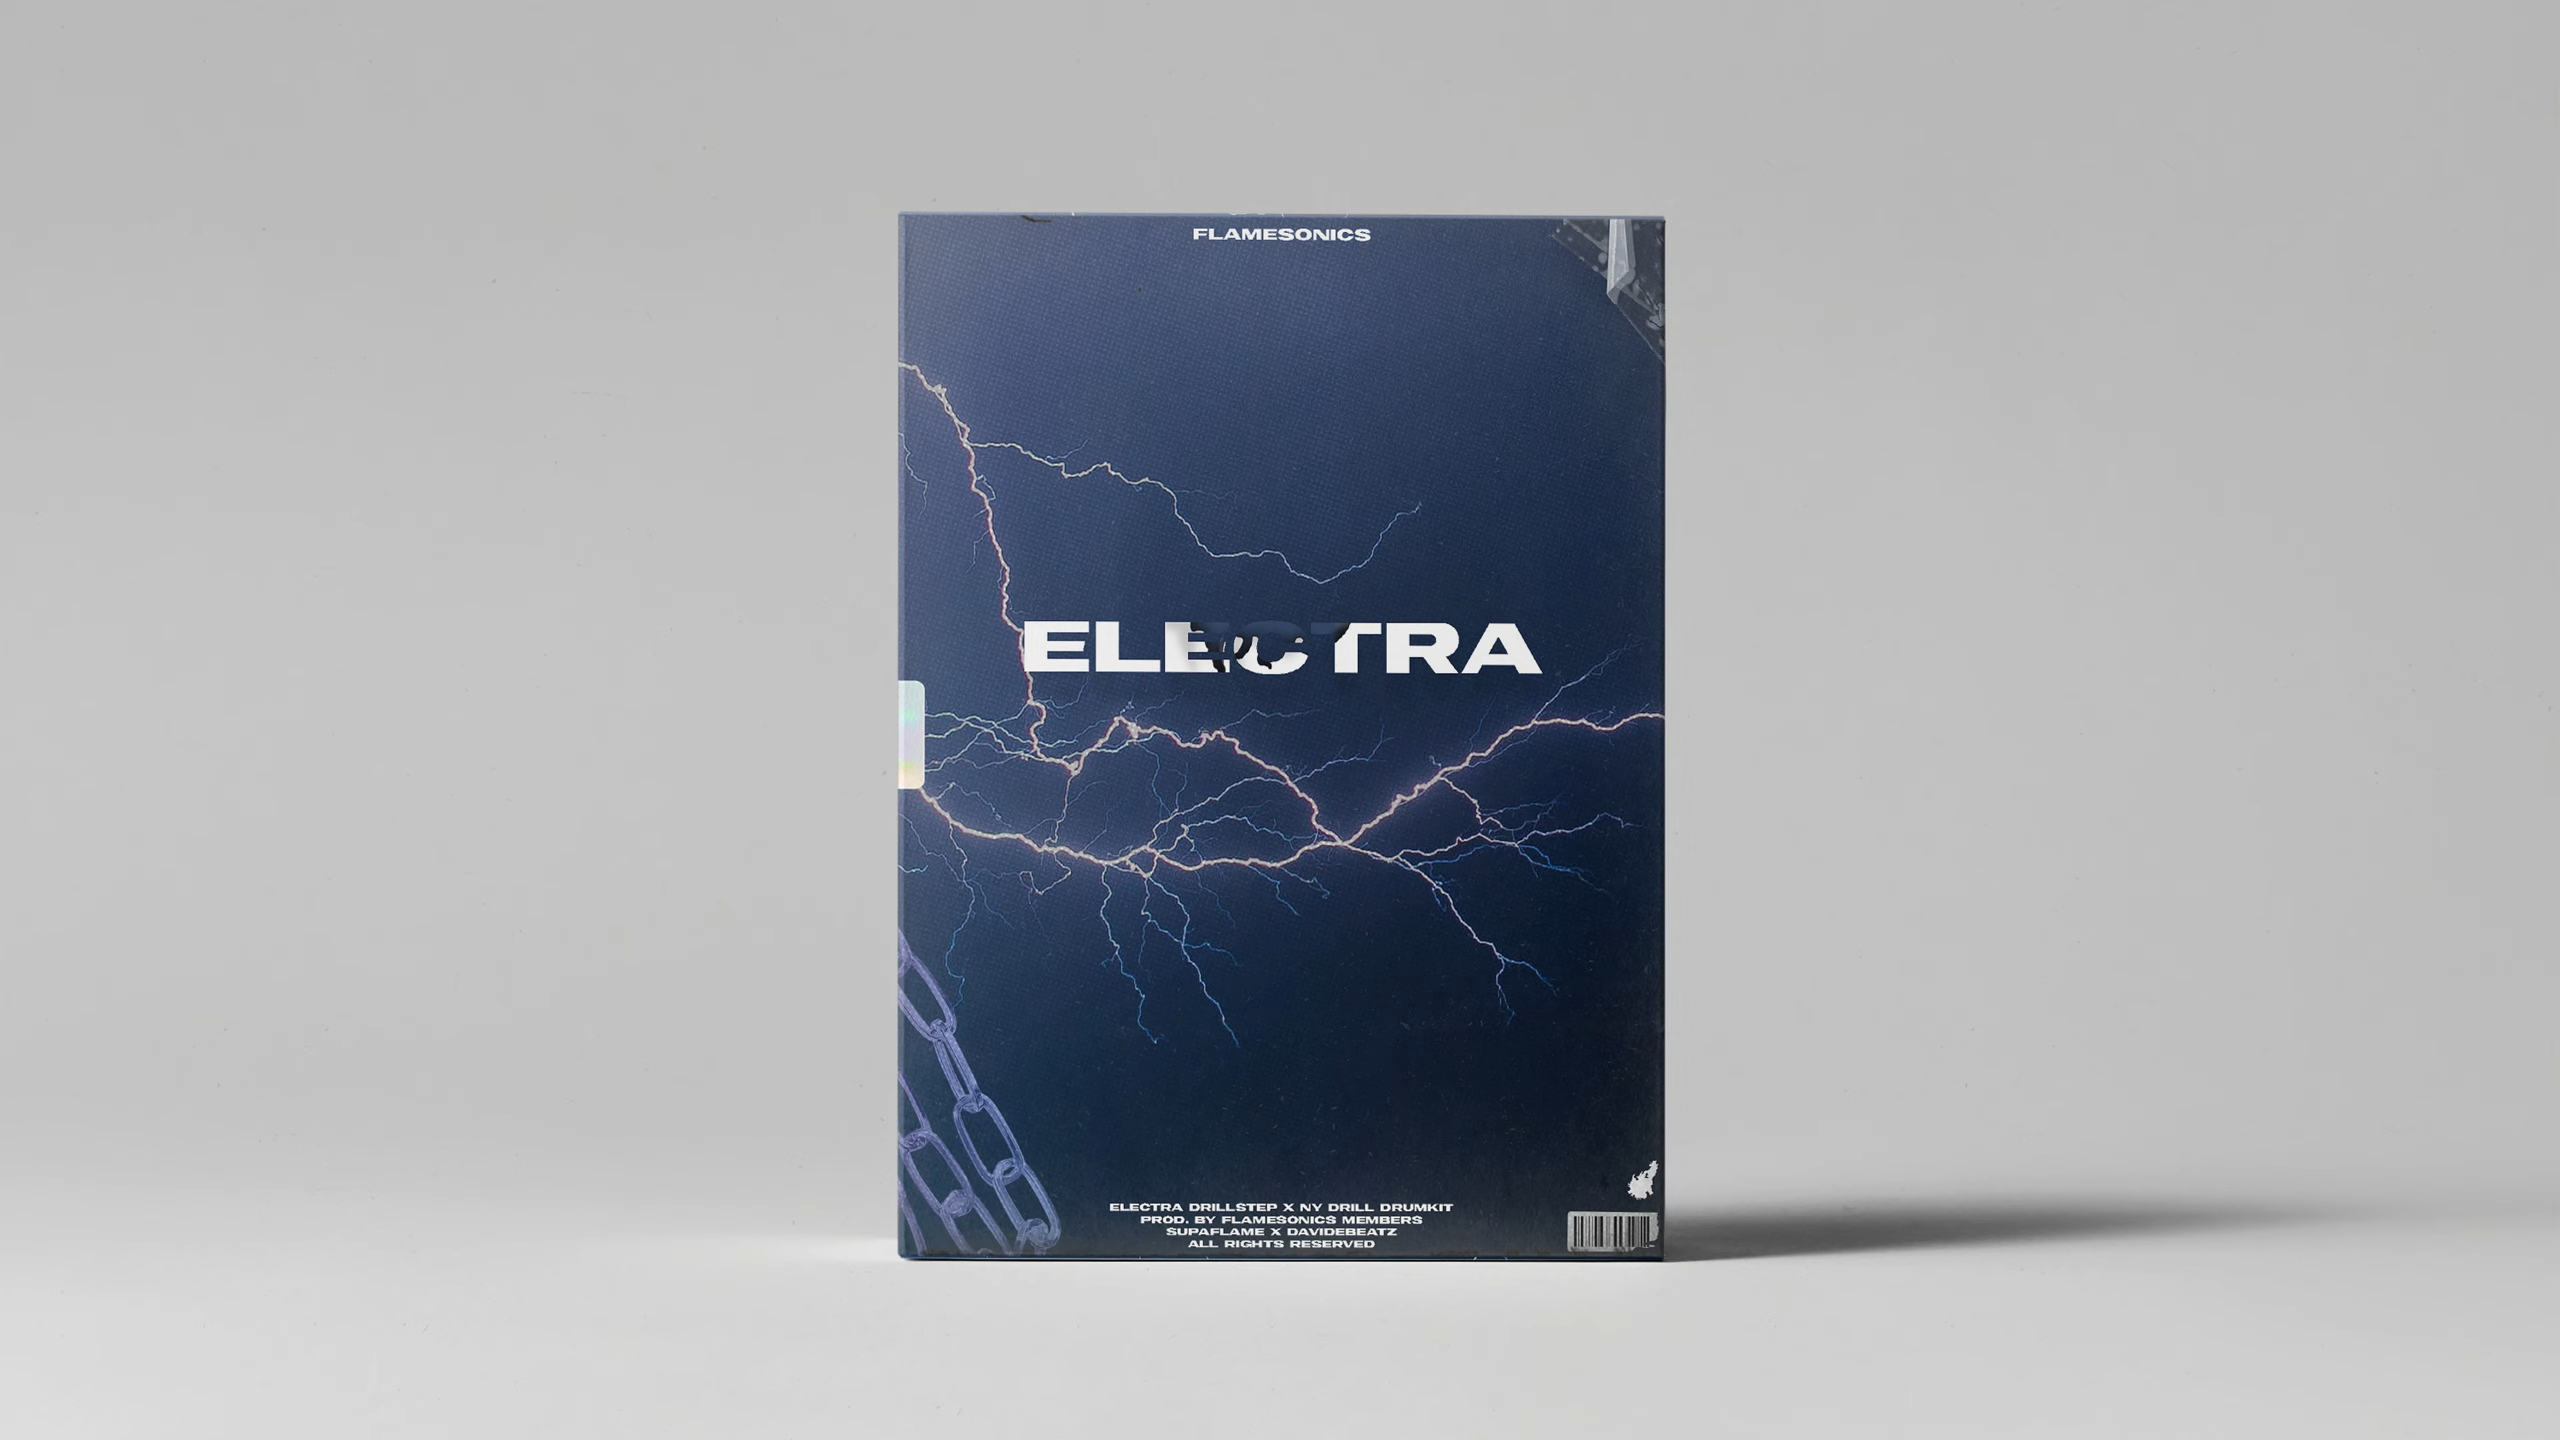 FLAMESONICS
ELECTRA
ELECTRA DRILLSTEP X NY DRILL DRUMKIT
PROD. BY FLAMESONICS MEMBERS
SUPAFLAME X DAVIDEBEATZ
ALL RIGHTS RESERVED